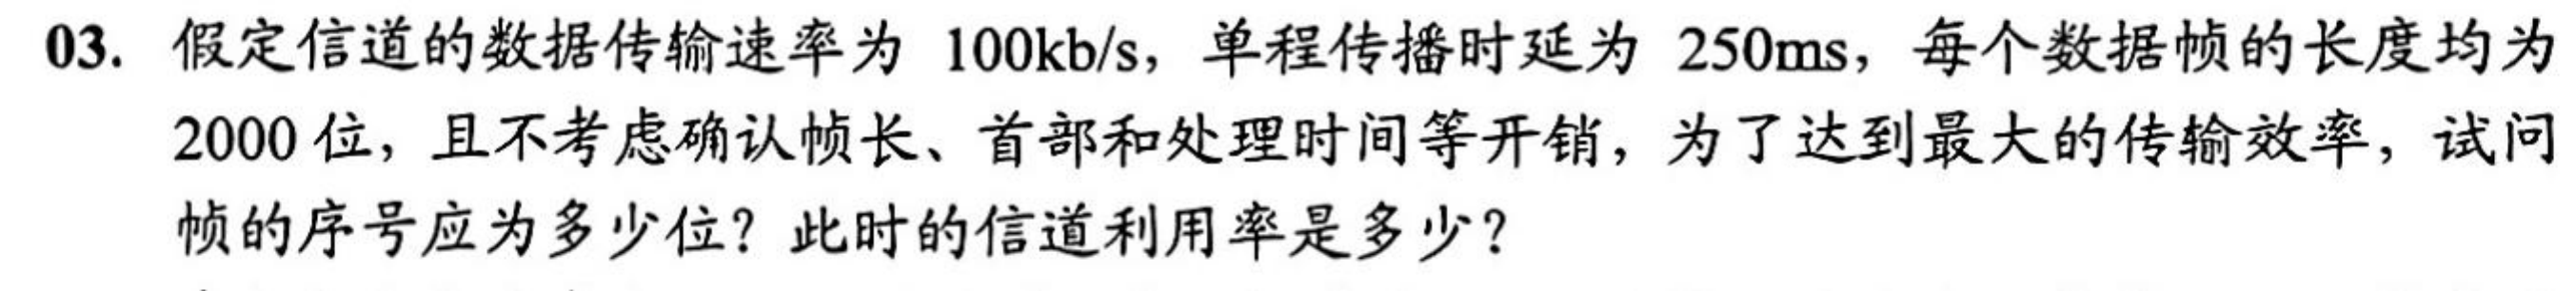 03. 假定信道的数据传输速率为 100kb/s，单程传播时延为 250ms，每个数据帧的长度均为
2000 位，且不考虑确认帧长、首部和处理时间等开销，为了达到最大的传输效率，试问
帧的序号应为多少位？此时的信道利用率是多少？